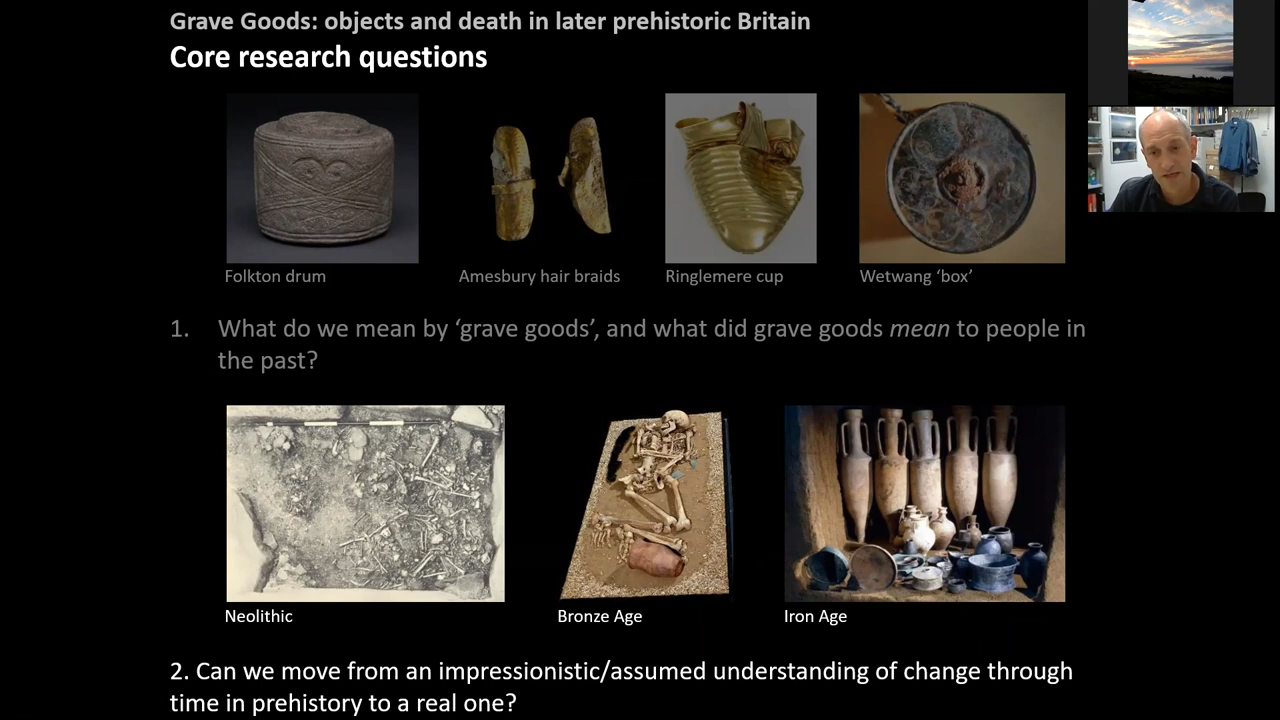 Grave Goods: objects and death in later prehistoric Britain
Core research questions
Folkton drum
Amesbury hair braids
Ringlemere cup
Wetwang ‘box’
1. What do we mean by ‘grave goods’, and what did grave goods mean to people in
the past?
Neolithic
Bronze Age
Iron Age
2. Can we move from an impressionistic/assumed understanding of change through
time in prehistory to a real one?